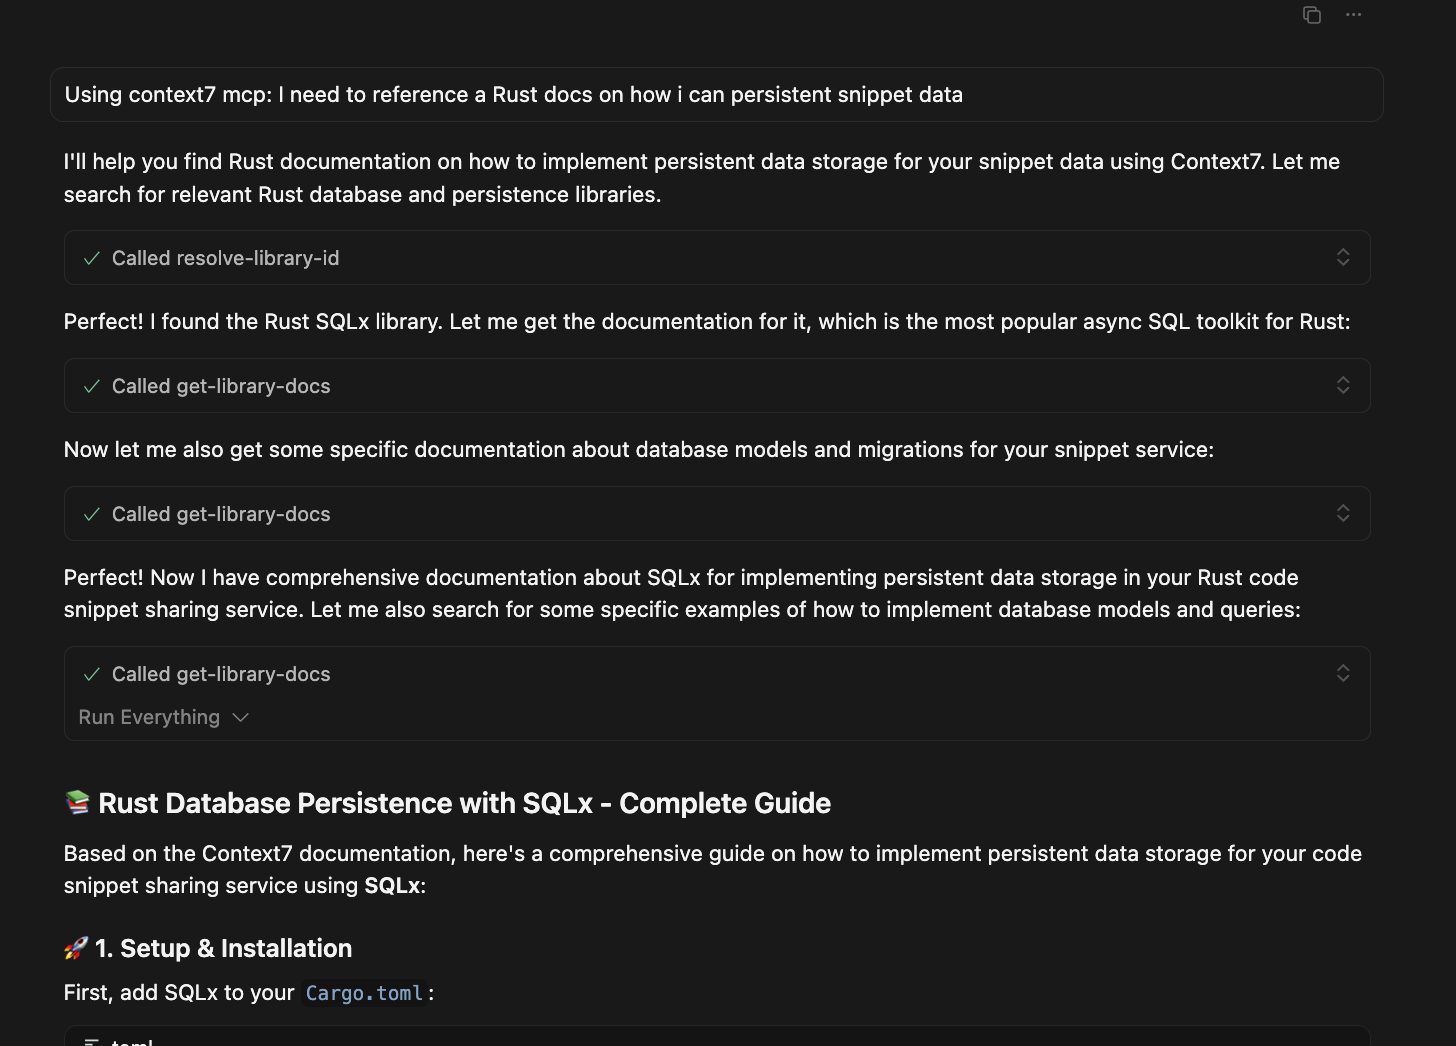 Using context7 mcp: I need to reference a Rust docs on how i can persistent snippet data
I'll help you find Rust documentation on how to implement persistent data storage for your snippet data using Context7. Let me
search for relevant Rust database and persistence libraries.
Called resolve-library-id
Perfect! I found the Rust SQLx library. Let me get the documentation for it, which is the most popular async SQL toolkit for Rust:
Called get-library-docs
Now let me also get some specific documentation about database models and migrations for your snippet service:
Called get-library-docs
Perfect! Now I have comprehensive documentation about SQLx for implementing persistent data storage in your Rust code
snippet sharing service. Let me also search for some specific examples of how to implement database models and queries:
Called get-library-docs
Run Everything
📚 Rust Database Persistence with SQLx - Complete Guide
Based on the Context7 documentation, here's a comprehensive guide on how to implement persistent data storage for your code
snippet sharing service using SQLx:
🚀 1. Setup & Installation
First, add SQLx to your Cargo.toml:
toml